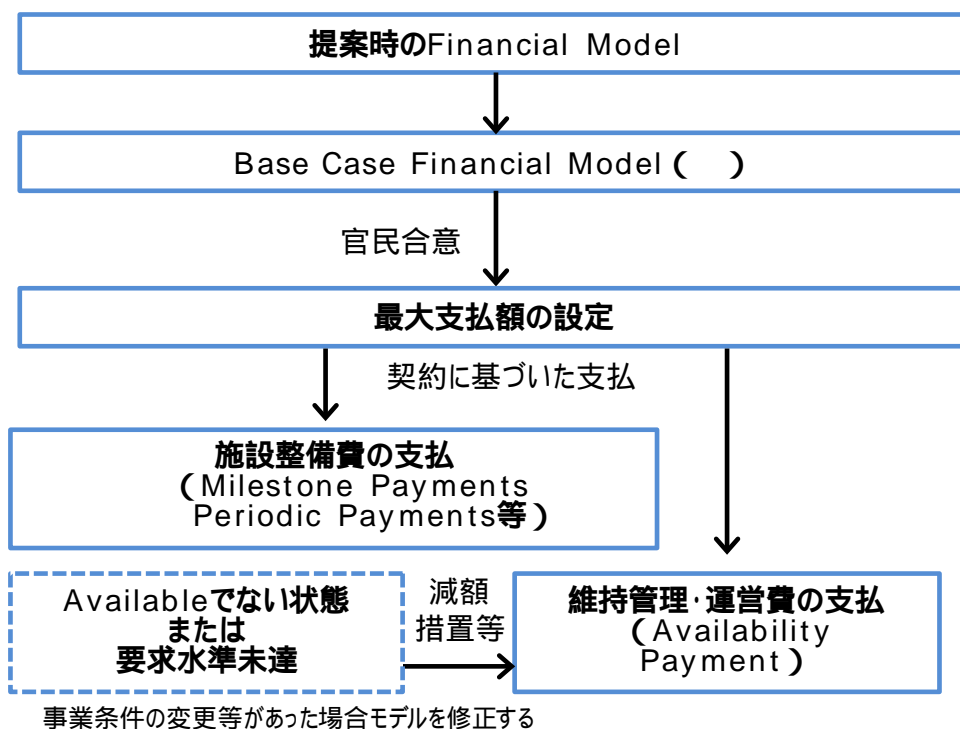 提案時のFinancial Model
Base Case Financial Model（　）
官民合意
最大支払額の設定
契約に基づいた支払
施設整備費の支払
（Milestone Payments
Periodic Payments等）
Availableでない状態
または
要求水準未達
減額
措置等
維持管理・運営費の支払
（Availability
Payment）
事業条件の変更等があった場合モデルを修正する